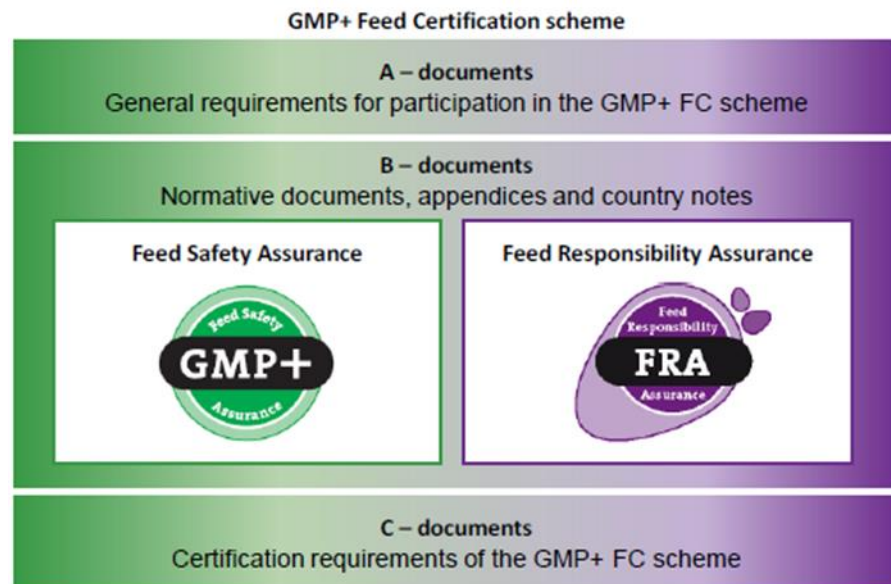 GMP+ Feed Certification scheme
A – documents
General requirements for participation in the GMP+ FC scheme
B – documents
Normative documents, appendices and country notes
Feed Safety Assurance
Feed Safety
GMP+
Assurance
Feed Responsibility Assurance
Feed
Responsibility
FRA
Assurance
C – documents
Certification requirements of the GMP+ FC scheme